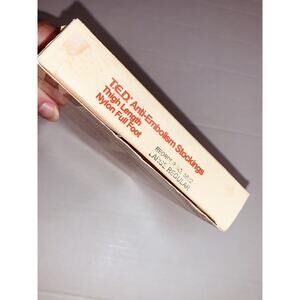 T.E.D.® Anti-Embolism Stockings
Thigh Length
Nylon Full Foot
LARGE REGULAR